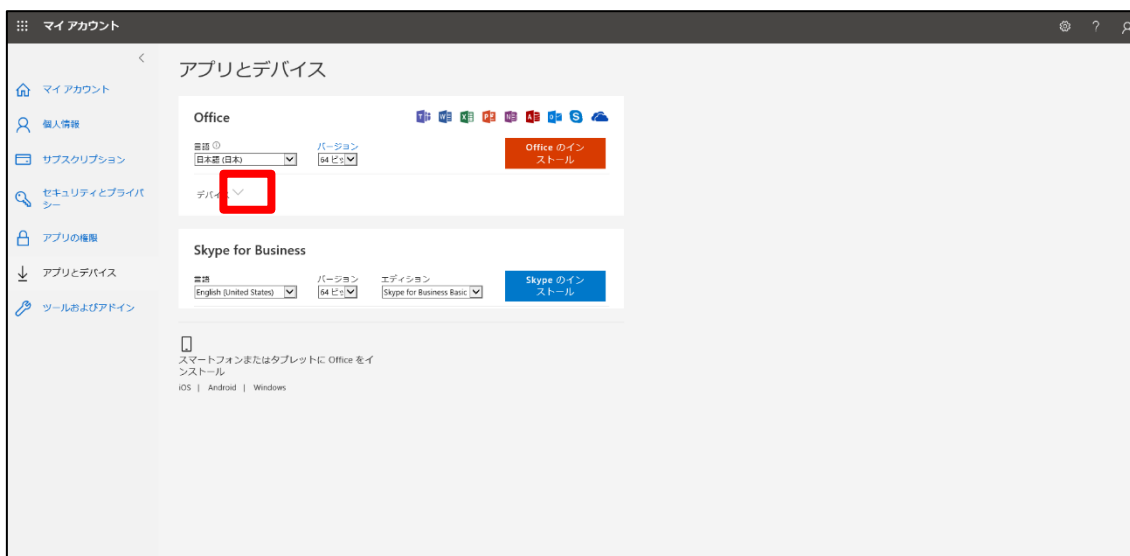 マイ アカウント
?
アプリとデバイス
マイ アカウント
個人情報
サブスクリプション
セキュリティとプライバ
シー
アプリの権限
アプリとデバイス
ツールおよびアドイン
Office
言語
バージョン
日本語 (日本)
64 ビッ
Office のイン
ストール
Skype for Business
言語
バージョン
エディション
English (United States)
64 ビッ
Skype for Business Basic
Skype のイン
ストール
スマートフォンまたはタブレットに Office をイ
ンストール
iOS | Android | Windows